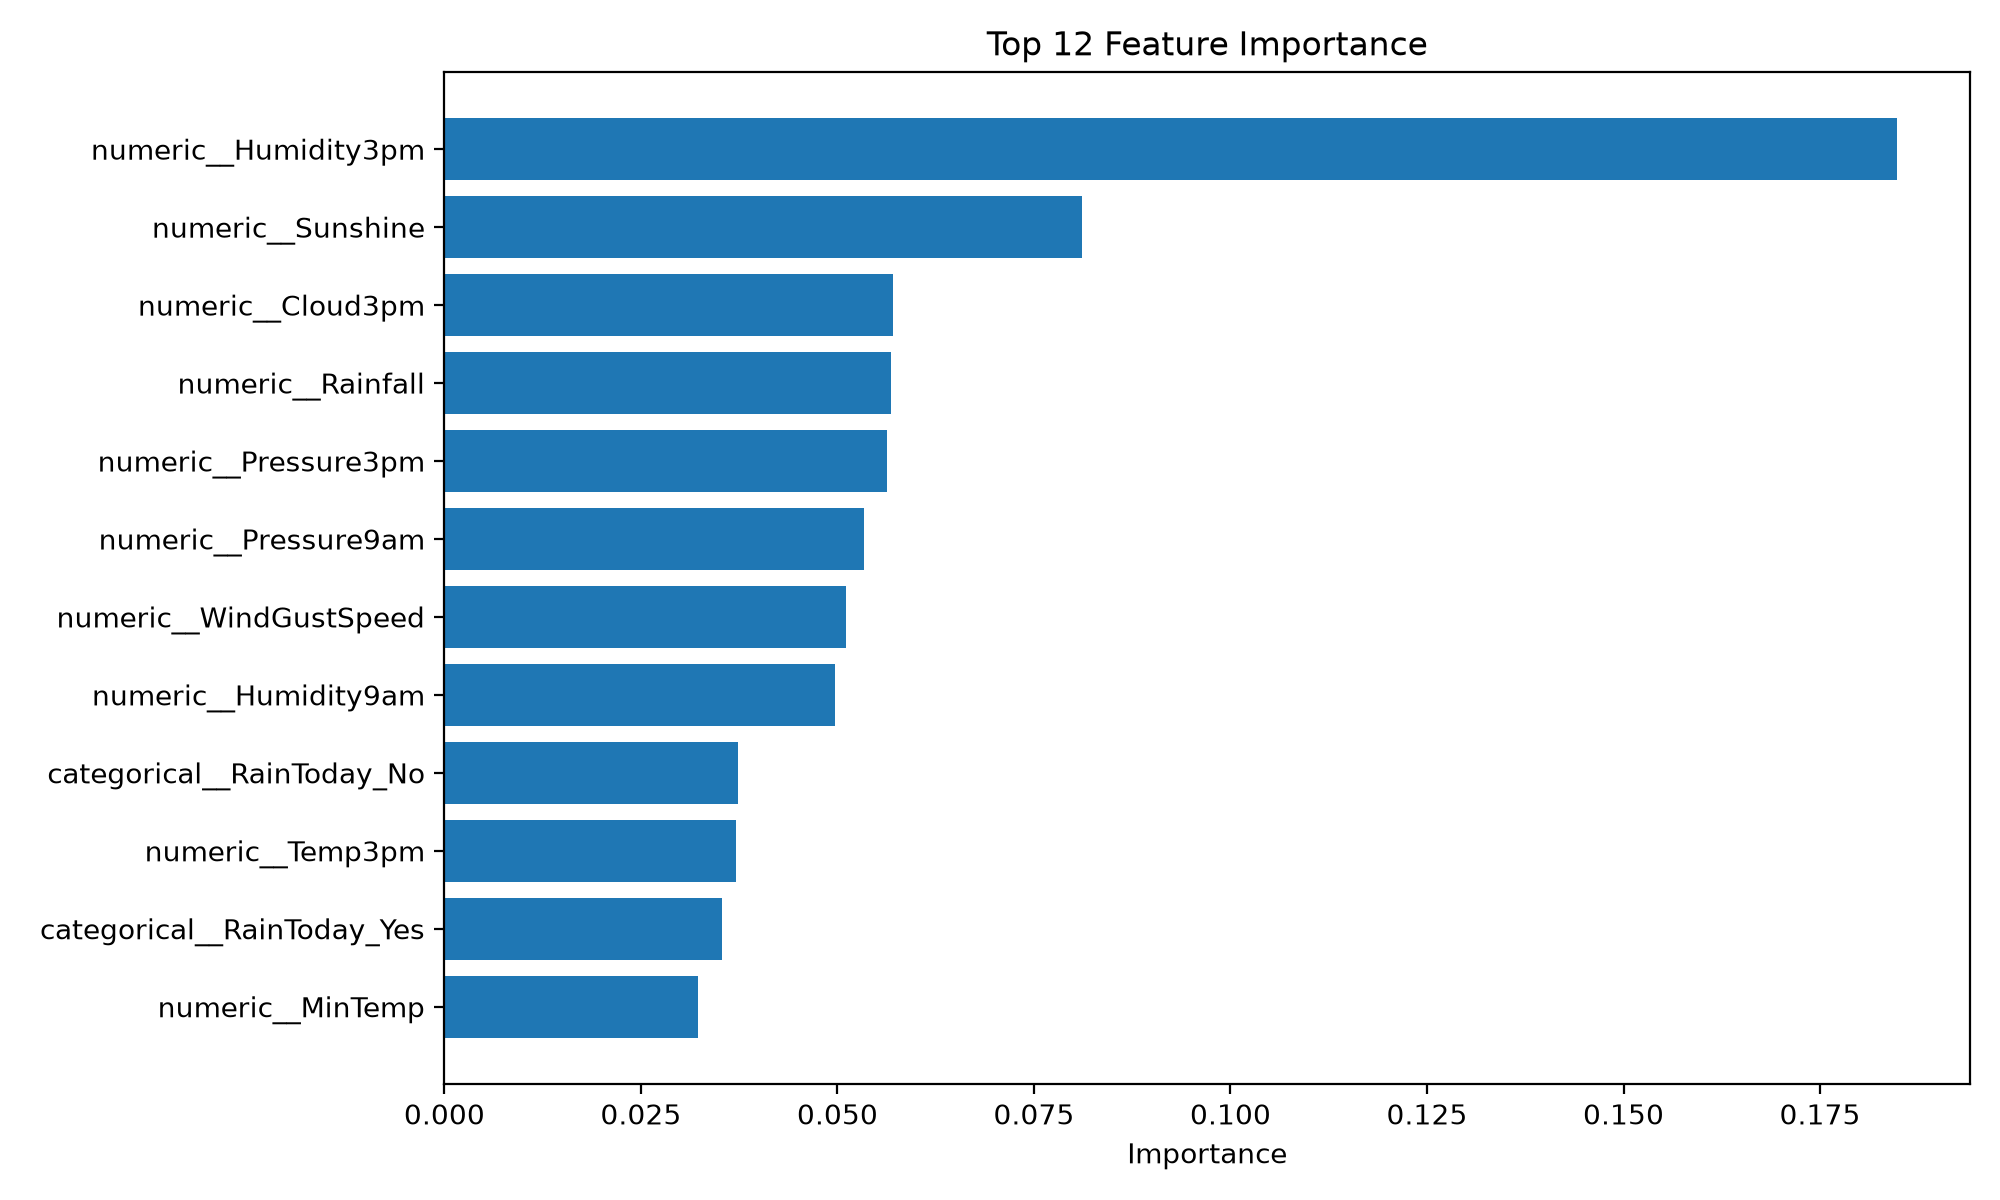 Top 12 Feature Importance
numeric__Humidity3pm
numeric__Sunshine
numeric__Cloud3pm
numeric__Rainfall
numeric__Pressure3pm
numeric__Pressure9am
numeric__WindGustSpeed
numeric__Humidity9am
categorical__RainToday_No
numeric__Temp3pm
categorical__RainToday_Yes
numeric__MinTemp
0.000 0.025 0.050 0.075 0.100 0.125 0.150 0.175
Importance